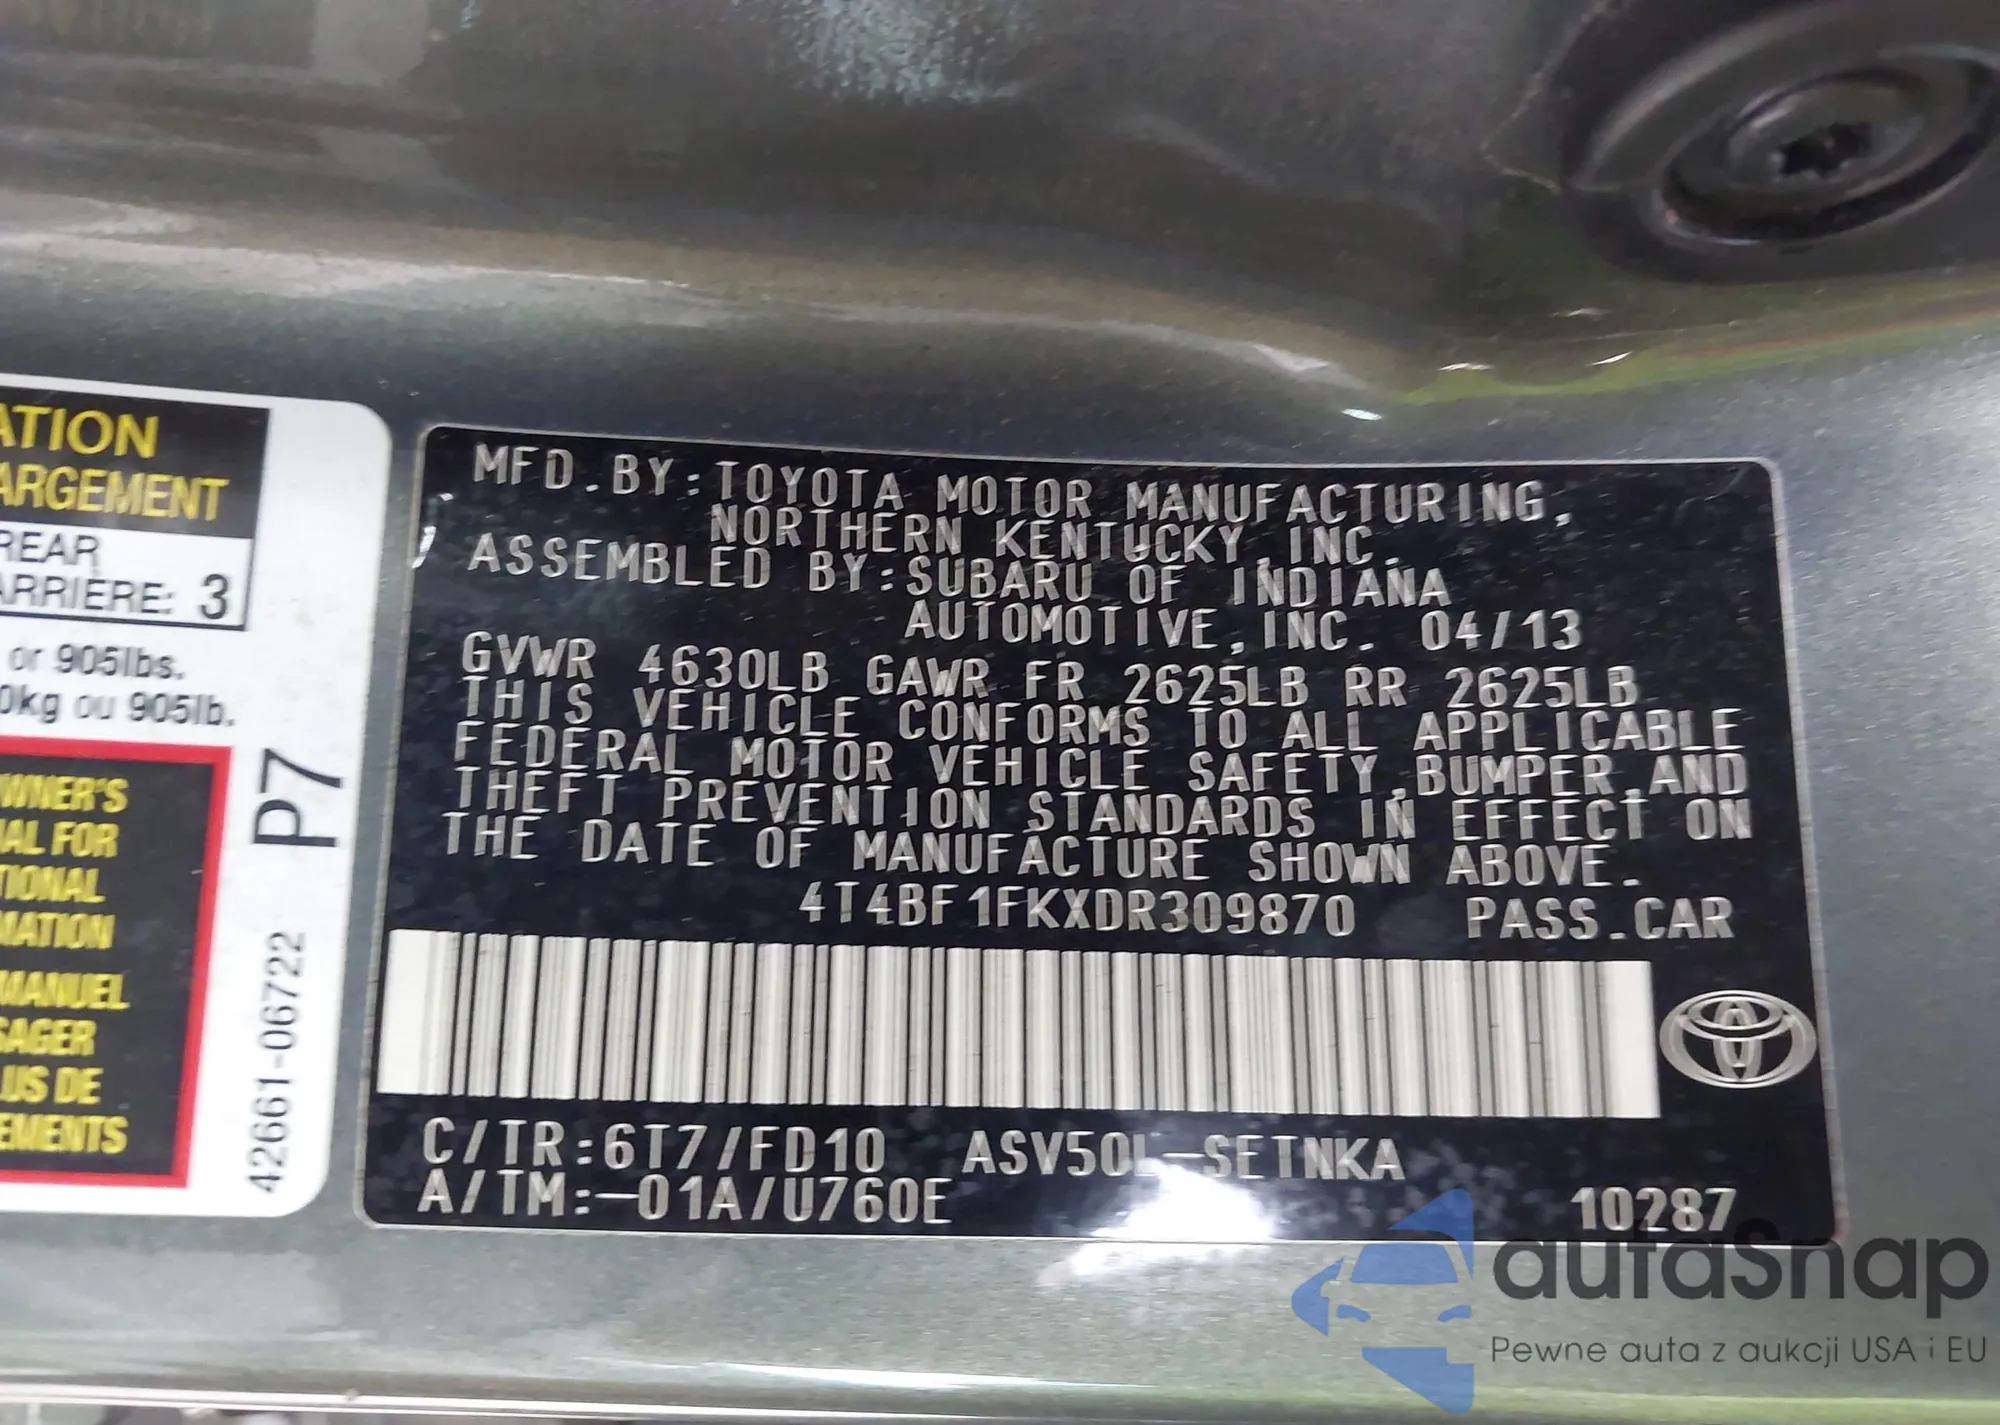 ATION
ARGEMENT
REAR
ARRIÈRE: 3
or 905lbs.
0kg ou 905lb.
WNER'S
AL FOR
TIONAL
MATION
MANUEL
SAGER
LUS DE
EMENTS
P7
42661-06722
MFD.BY:TOYOTA MOTOR MANUFACTURING,
NORTHERN KENTUCKY,INC.
ASSEMBLED BY:SUBARU OF INDIANA
AUTOMOTIVE,INC. 04/13
GVWR 4630LB GAWR FR 2625LB RR 2625LB
THIS VEHICLE CONFORMS TO ALL APPLICABLE
FEDERAL MOTOR VEHICLE SAFETY,BUMPER,AND
THEFT PREVENTION STANDARDS IN EFFECT ON
THE DATE OF MANUFACTURE SHOWN ABOVE.
4T4BF1FKXDR309870 PASS.CAR
C/TR:6T7/FD10 ASV50L-SETNKA
A/TM:-01A/U760E 10287
autaSnap
Pewne auta z aukcji USA i EU